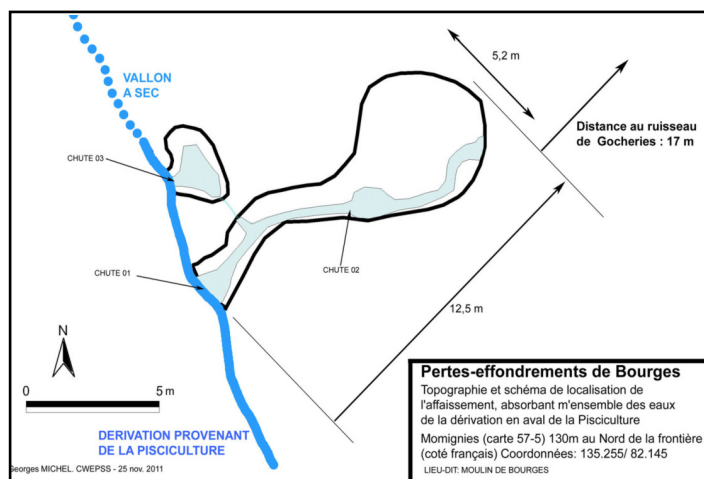 VALLON
A SEC
5,2 m
Distance au ruisseau
de Gocheries : 17 m
CHUTE 03
CHUTE 02
CHUTE 01
12,5 m
N
0
5 m
DERIVATION PROVENANT
DE LA PISCICULTURE
Georges MICHEL. CWEPSS - 25 nov. 2011
Pertes-effondrements de Bourges
Topographie et schéma de localisation de
l'affaissement, absorbant m'ensemble des eaux
de la dérivation en aval de la Pisciculture
Momignies (carte 57-5) 130m au Nord de la frontière
(coté français) Coordonnées: 135.255/ 82.145
LIEU-DIT: MOULIN DE BOURGES